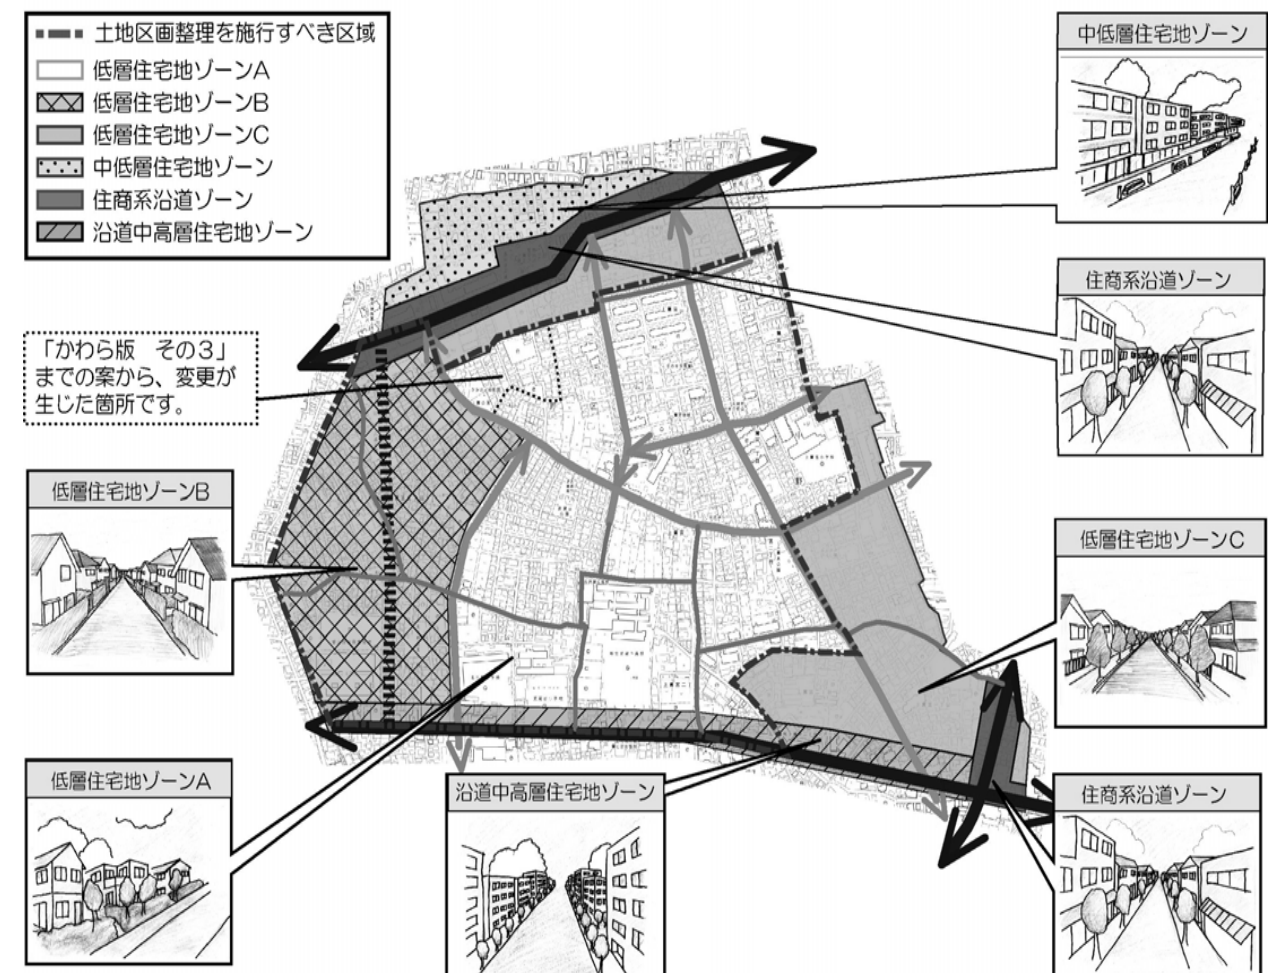 土地区画整理を施行すべき区域
低層住宅地ゾーンA
低層住宅地ゾーンB
低層住宅地ゾーンC
中低層住宅地ゾーン
住商系沿道ゾーン
沿道中高層住宅地ゾーン
中低層住宅地ゾーン
住商系沿道ゾーン
「かわら版　その３」
までの案から、変更が
生じた箇所です。
低層住宅地ゾーンB
低層住宅地ゾーンC
低層住宅地ゾーンA
沿道中高層住宅地ゾーン
住商系沿道ゾーン